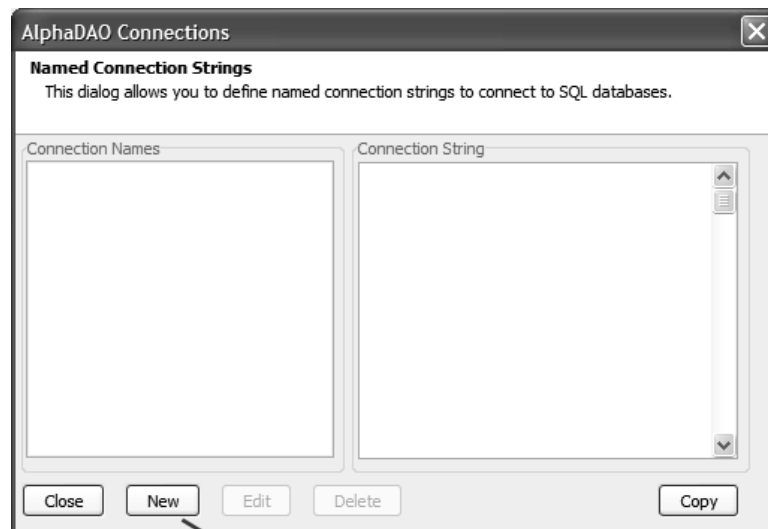 AlphaDAO Connections
Named Connection Strings
This dialog allows you to define named connection strings to connect to SQL databases.
Connection Names
Connection String
Close
New
Edit
Delete
Copy